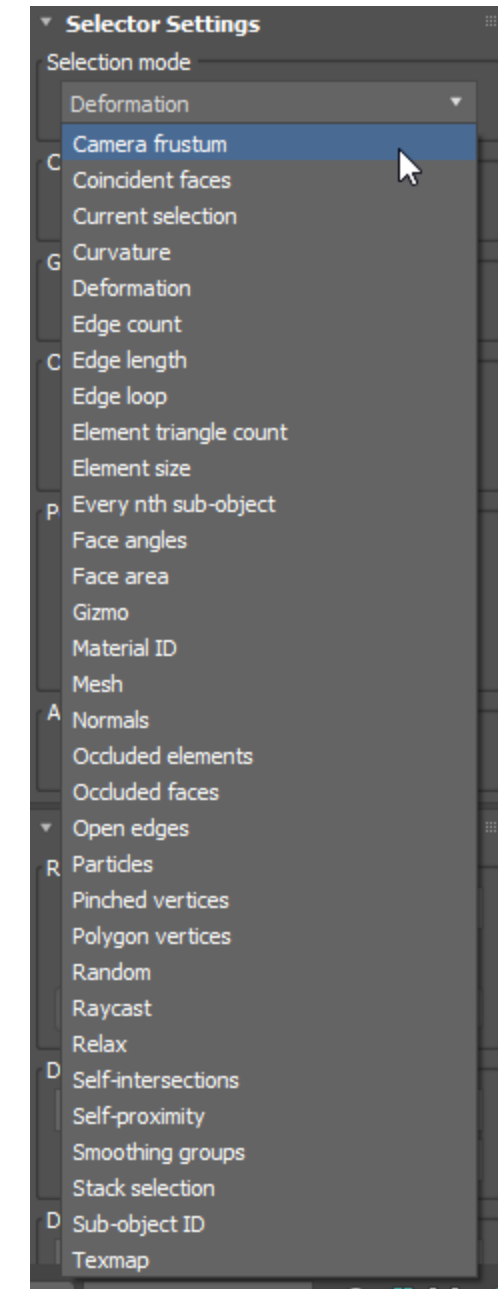 Selector Settings
Selection mode
Deformation
Camera frustum
Coincident faces
Current selection
Curvature
Deformation
Edge count
Edge length
Edge loop
Element triangle count
Element size
Every nth sub-object
Face angles
Face area
Gizmo
Material ID
Mesh
Normals
Occluded elements
Occluded faces
Open edges
Particles
Pinched vertices
Polygon vertices
Random
Raycast
Relax
Self-intersections
Self-proximity
Smoothing groups
Stack selection
Sub-object ID
Texmap